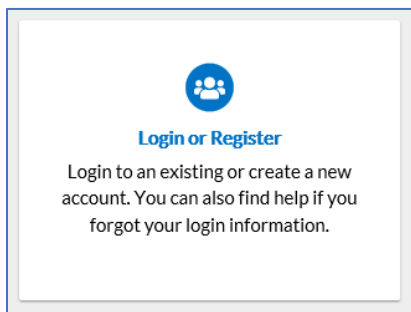 Login or Register
Login to an existing or create a new
account. You can also find help if you
forgot your login information.